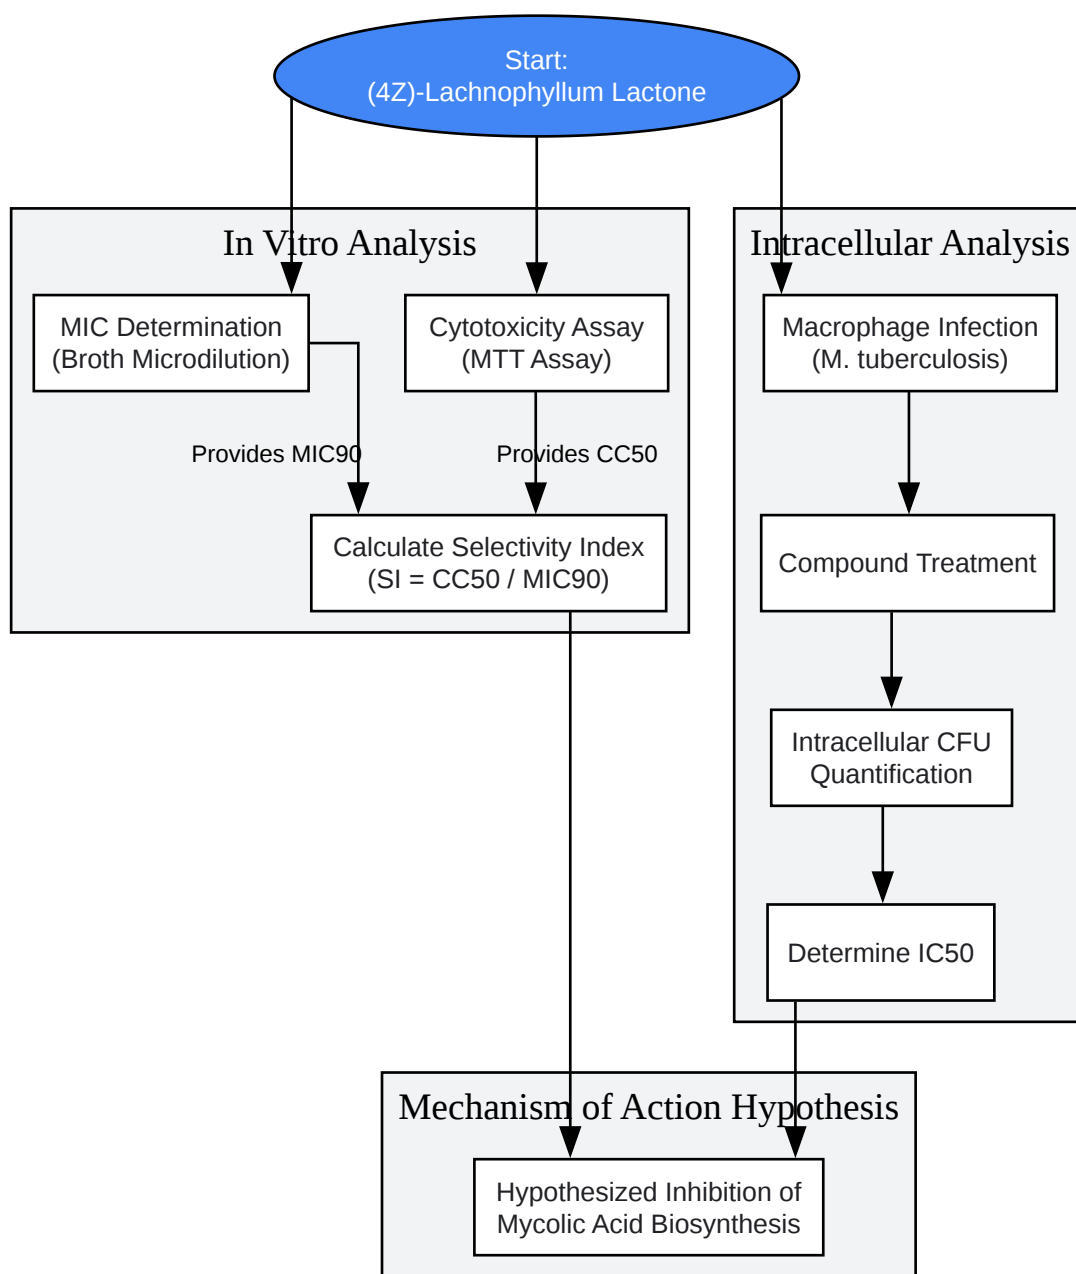 Start:
(4Z)-Lachnophyllum Lactone
In Vitro Analysis
MIC Determination
(Broth Microdilution)
Cytotoxicity Assay
(MTT Assay)
Provides MIC90
Provides CC50
Calculate Selectivity Index
(SI = CC50 / MIC90)
Intracellular Analysis
Macrophage Infection
(M. tuberculosis)
Compound Treatment
Intracellular CFU
Quantification
Determine IC50
Mechanism of Action Hypothesis
Hypothesized Inhibition of
Mycolic Acid Biosynthesis